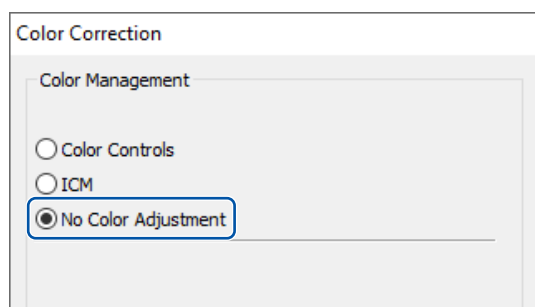 Color Correction
Color Management
Color Controls
ICM
No Color Adjustment